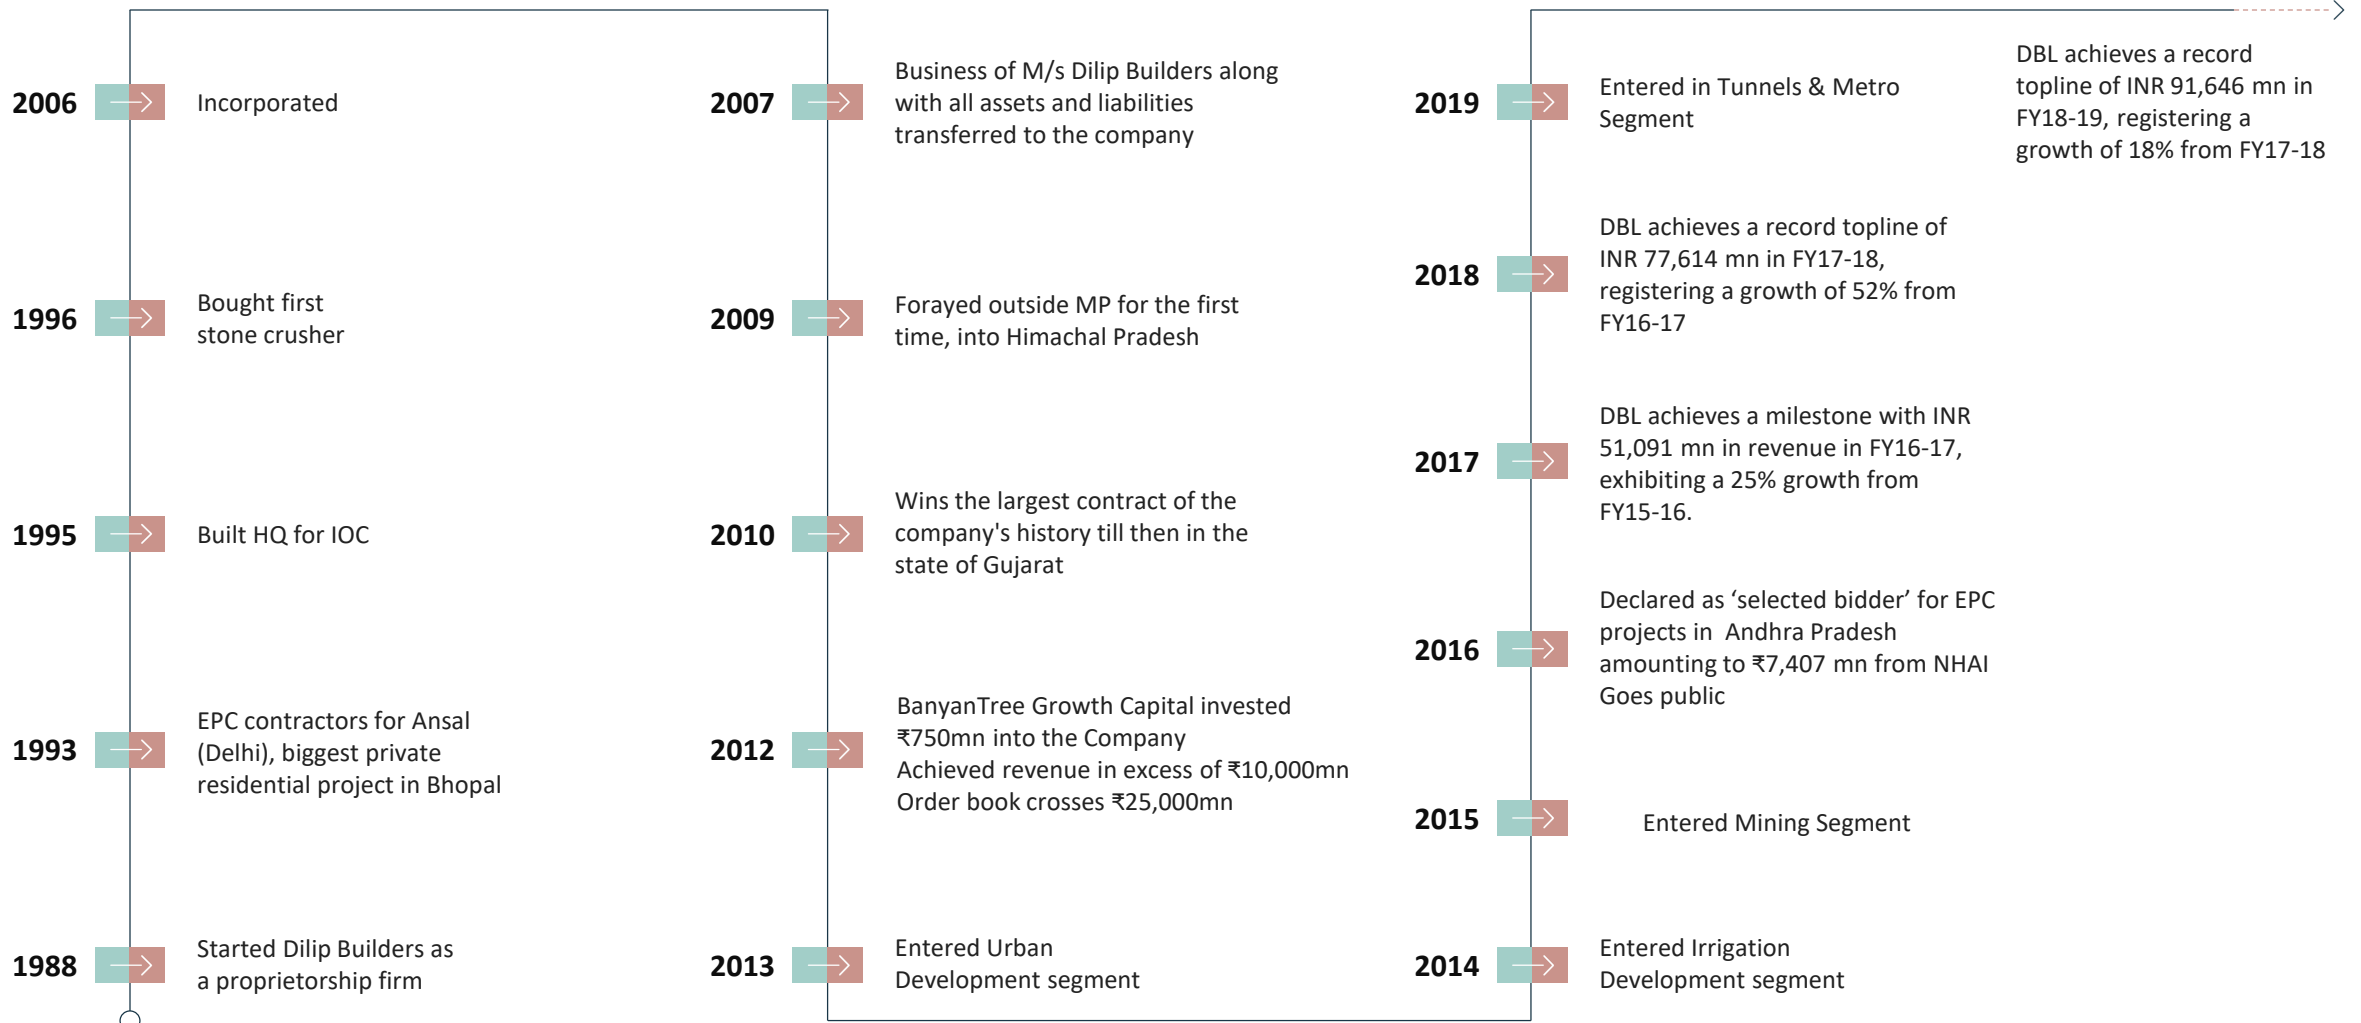 2006
Incorporated
1996
Bought first
stone crusher
1995
Built HQ for IOC
1993
EPC contractors for Ansal
(Delhi), biggest private
residential project in Bhopal
1988
Started Dilip Builders as
a proprietorship firm
2007
Business of M/s Dilip Builders along
with all assets and liabilities
transferred to the company
2009
Forayed outside MP for the first
time, into Himachal Pradesh
2010
Wins the largest contract of the
company's history till then in the
state of Gujarat
2012
BanyanTree Growth Capital invested
₹750mn into the Company
Achieved revenue in excess of ₹10,000mn
Order book crosses ₹25,000mn
2013
Entered Urban
Development segment
2019
Entered in Tunnels & Metro
Segment
DBL achieves a record
topline of INR 91,646 mn in
FY18-19, registering a
growth of 18% from FY17-18
2018
DBL achieves a record topline of
INR 77,614 mn in FY17-18,
registering a growth of 52% from
FY16-17
2017
DBL achieves a milestone with INR
51,091 mn in revenue in FY16-17,
exhibiting a 25% growth from
FY15-16.
2016
Declared as ‘selected bidder’ for EPC
projects in  Andhra Pradesh
amounting to ₹7,407 mn from NHAI
Goes public
2015
Entered Mining Segment
2014
Entered Irrigation
Development segment